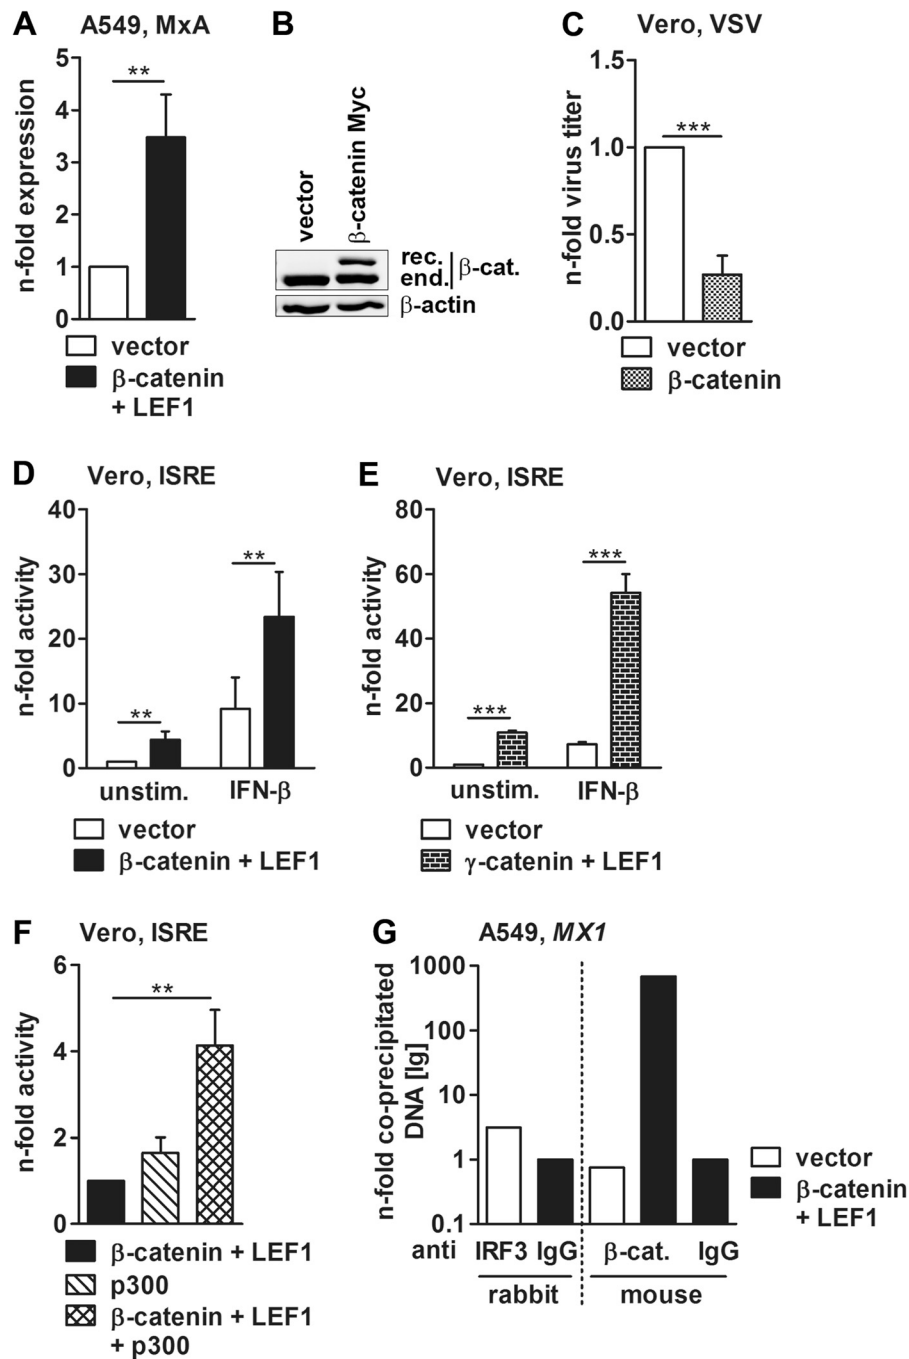 A
A549, MxA
n-fold expression
5
4
3
2
1
0
**
vector
β-catenin
+ LEF1
B
vector
β-catenin Myc
rec.
end.
β-cat.
β-actin
C
Vero, VSV
n-fold virus titer
1.5
1.0
0.5
0.0
***
vector
β-catenin
D
Vero, ISRE
n-fold activity
40
30
20
10
0
**
**
unstim.
IFN-β
vector
β-catenin + LEF1
E
Vero, ISRE
n-fold activity
80
60
40
20
0
***
***
unstim.
IFN-β
vector
γ-catenin + LEF1
F
Vero, ISRE
n-fold activity
6
4
2
0
**
β-catenin + LEF1
p300
β-catenin + LEF1
+ p300
G
A549, MX1
n-fold co-precipitated
DNA [lg]
1000
100
10
1
0.1
anti IRF3 IgG β-cat. IgG
rabbit mouse
vector
β-catenin
+ LEF1